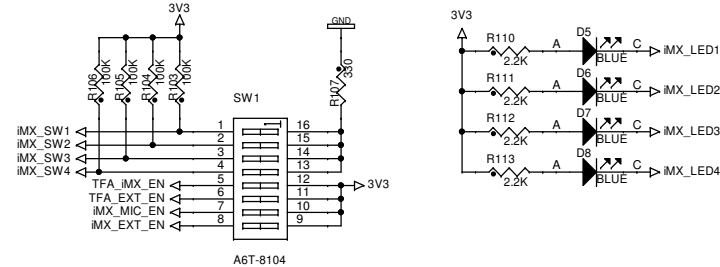 3V3
GND
R106
100K
R105
100K
R104
100K
R103
100K
R107
330
SW1
iMX_SW1
iMX_SW2
iMX_SW3
iMX_SW4
TFA_iMX_EN
TFA_EXT_EN
iMX_MIC_EN
iMX_EXT_EN
1
2
3
4
5
6
7
8
16
15
14
13
12
11
10
9
3V3
A6T-8104
3V3
R110
2.2K
A
D5
BLUE
C
iMX_LED1
R111
2.2K
A
D6
BLUE
C
iMX_LED2
R112
2.2K
A
D7
BLUE
C
iMX_LED3
R113
2.2K
A
D8
BLUE
C
iMX_LED4